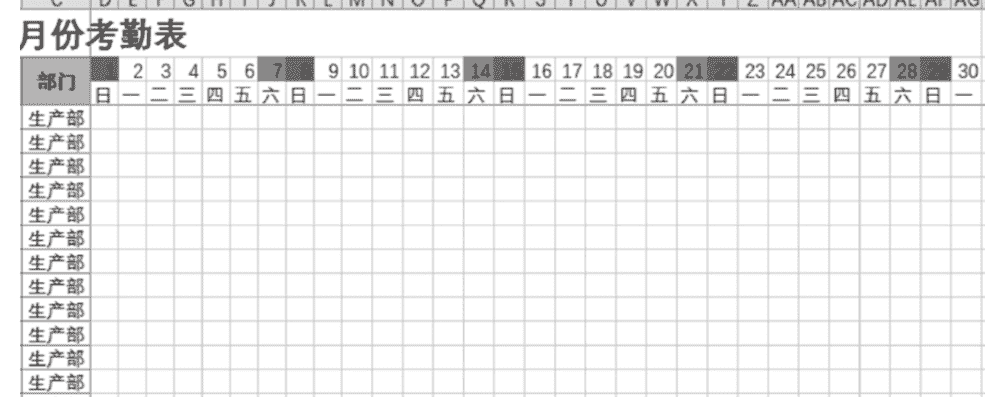 C D E F G H I J K L M N O P Q R S T U V W X Y Z AA AB AC AD AE AF AG
月份考勤表
部门 2 3 4 5 6 7 8 9 10 11 12 13 14 15 16 17 18 19 20 21 22 23 24 25 26 27 28 29 30
日 一 二 三 四 五 六 日 一 二 三 四 五 六 日 一 二 三 四 五 六 日 一 二 三 四 五 六 日 一
生产部
生产部
生产部
生产部
生产部
生产部
生产部
生产部
生产部
生产部
生产部
生产部